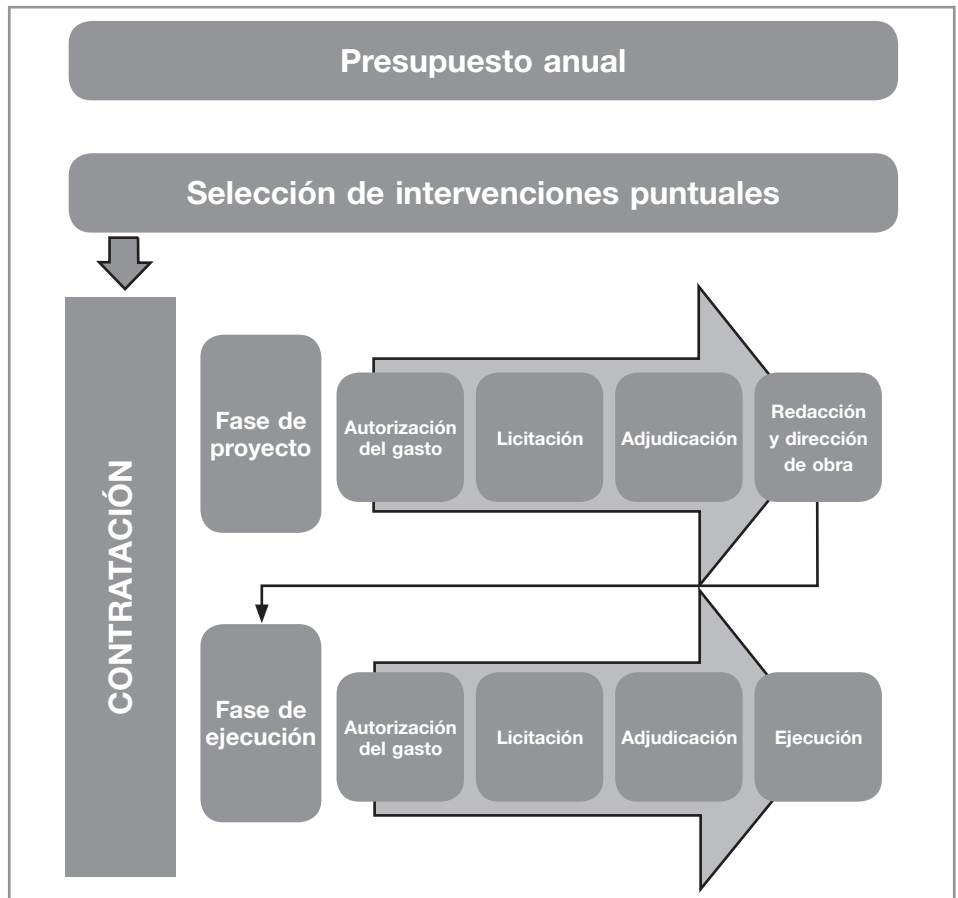 Presupuesto anual
Selección de intervenciones puntuales
CONTRATACIÓN
Fase de
proyecto
Autorización
del gasto
Licitación
Adjudicación
Redacción
y dirección
de obra
Fase de
ejecución
Autorización
del gasto
Licitación
Adjudicación
Ejecución